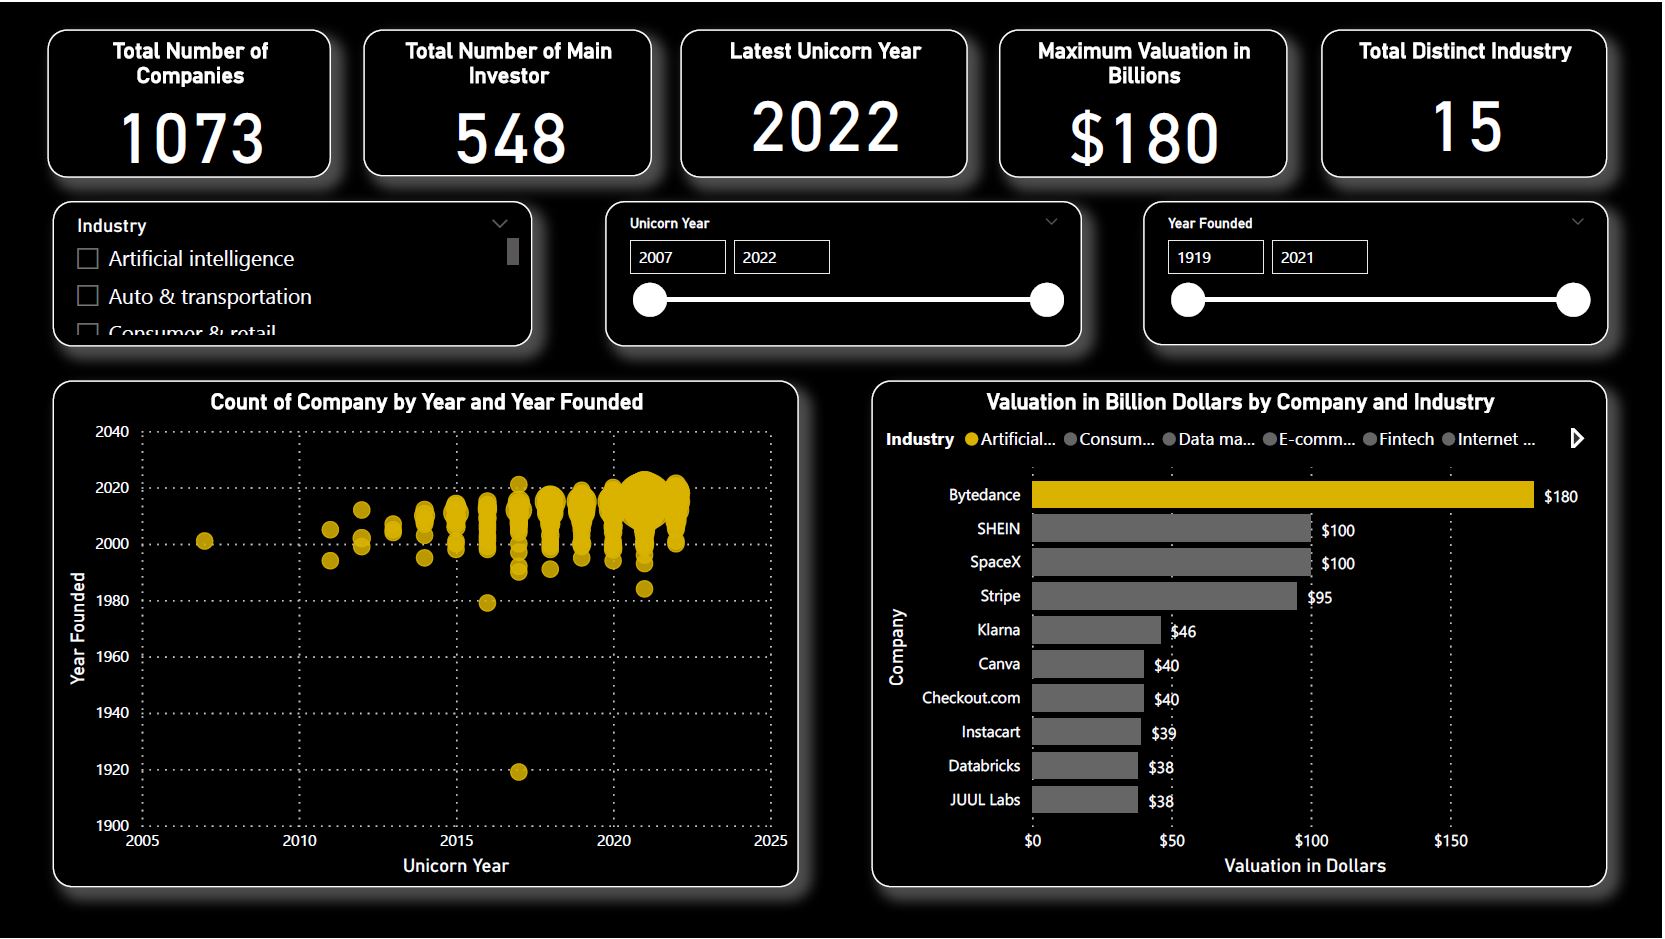 Total Number of
Companies
1073
Total Number of Main
Investor
548
Latest Unicorn Year
2022
Maximum Valuation in
Billions
$180
Total Distinct Industry
15
Industry
Artificial intelligence
Auto & transportation
Consumer & retail
Unicorn Year
2007 2022
Year Founded
1919 2021
Count of Company by Year and Year Founded
Year Founded
2040
2020
2000
1980
1960
1940
1920
1900
2005 2010 2015 2020 2025
Unicorn Year
Valuation in Billion Dollars by Company and Industry
Industry Artificial... Consum... Data ma... E-comm... Fintech Internet ...
Company
Bytedance $180
SHEIN $100
SpaceX $100
Stripe $95
Klarna $46
Canva $40
Checkout.com $40
Instacart $39
Databricks $38
JUUL Labs $38
$0 $50 $100 $150
Valuation in Dollars